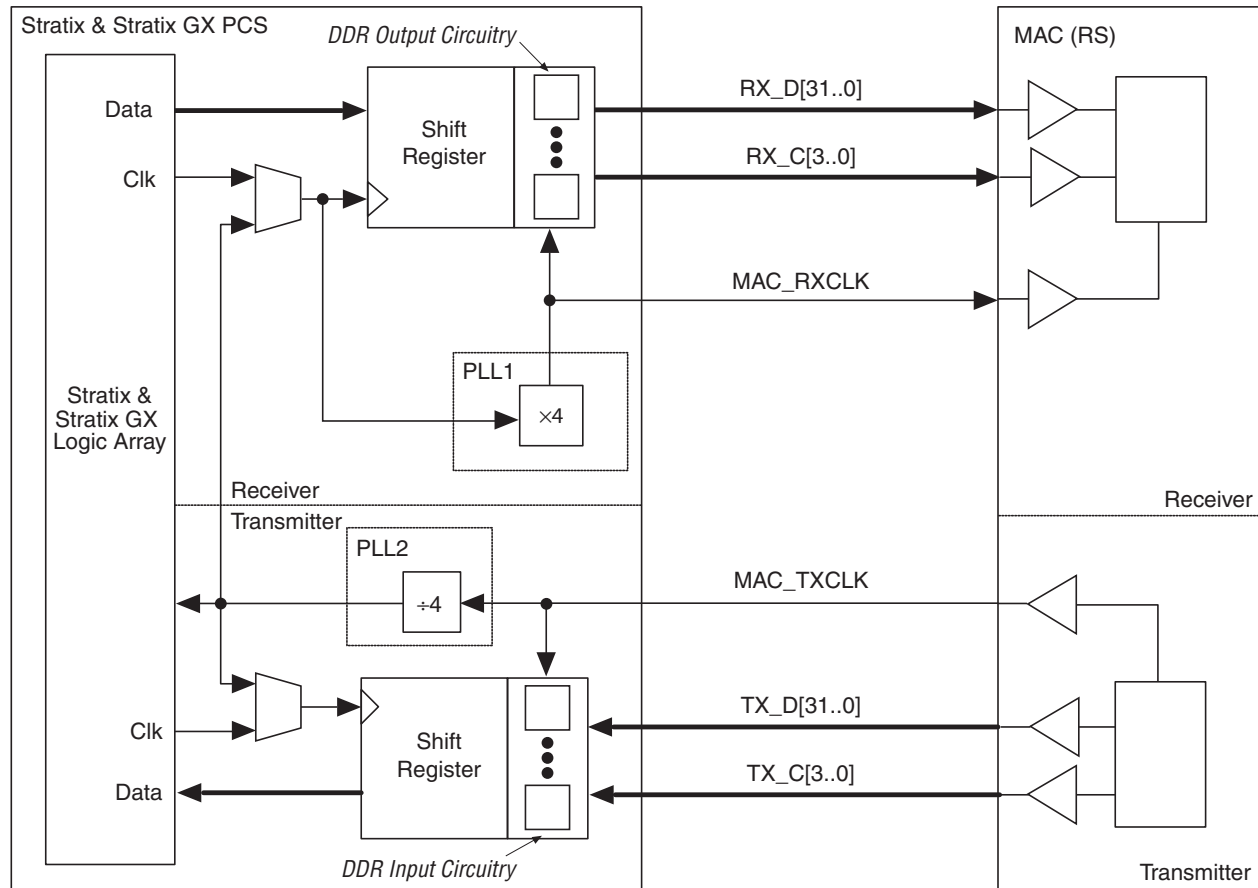 Stratix & Stratix GX PCS
DDR Output Circuitry
MAC (RS)
Data
Clk
Shift
Register
RX_D[31..0]
RX_C[3..0]
MAC_RXCLK
PLL1
×4
Stratix &
Stratix GX
Logic Array
Receiver
Transmitter
Receiver
PLL2
÷4
MAC_TXCLK
Clk
Data
Shift
Register
TX_D[31..0]
TX_C[3..0]
DDR Input Circuitry
Transmitter